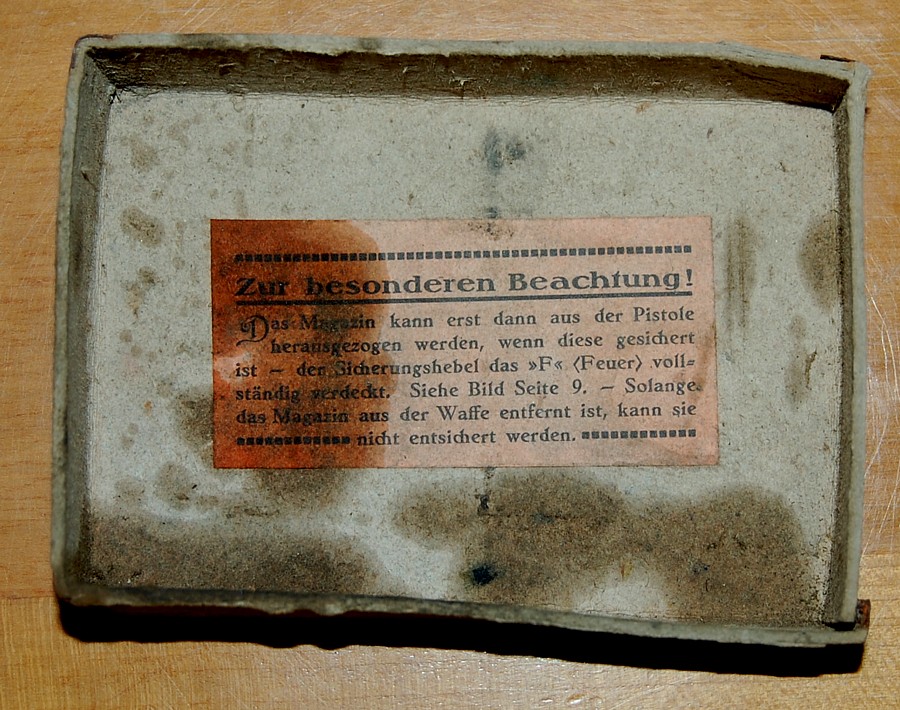 Zur besonderen Beachtung!
Das Magazin kann erst dann aus der Pistole
herausgezogen werden, wenn diese gesichert
ist — der Sicherungshebel das »F« (Feuer) voll-
ständig verdeckt. Siehe Bild Seite 9. — Solange
das Magazin aus der Waffe entfernt ist, kann sie
nicht entsichert werden.